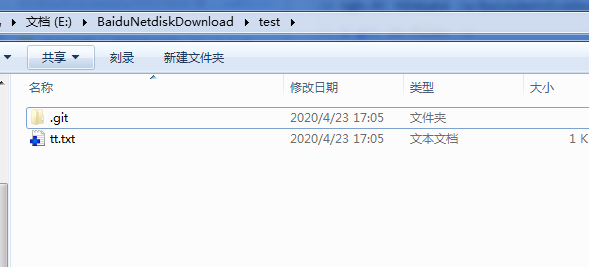 文档 (E:) BaiduNetdiskDownload test
共享 刻录 新建文件夹
名称 修改日期 类型 大小
.git 2020/4/23 17:05 文件夹
tt.txt 2020/4/23 17:05 文本文档 1 K